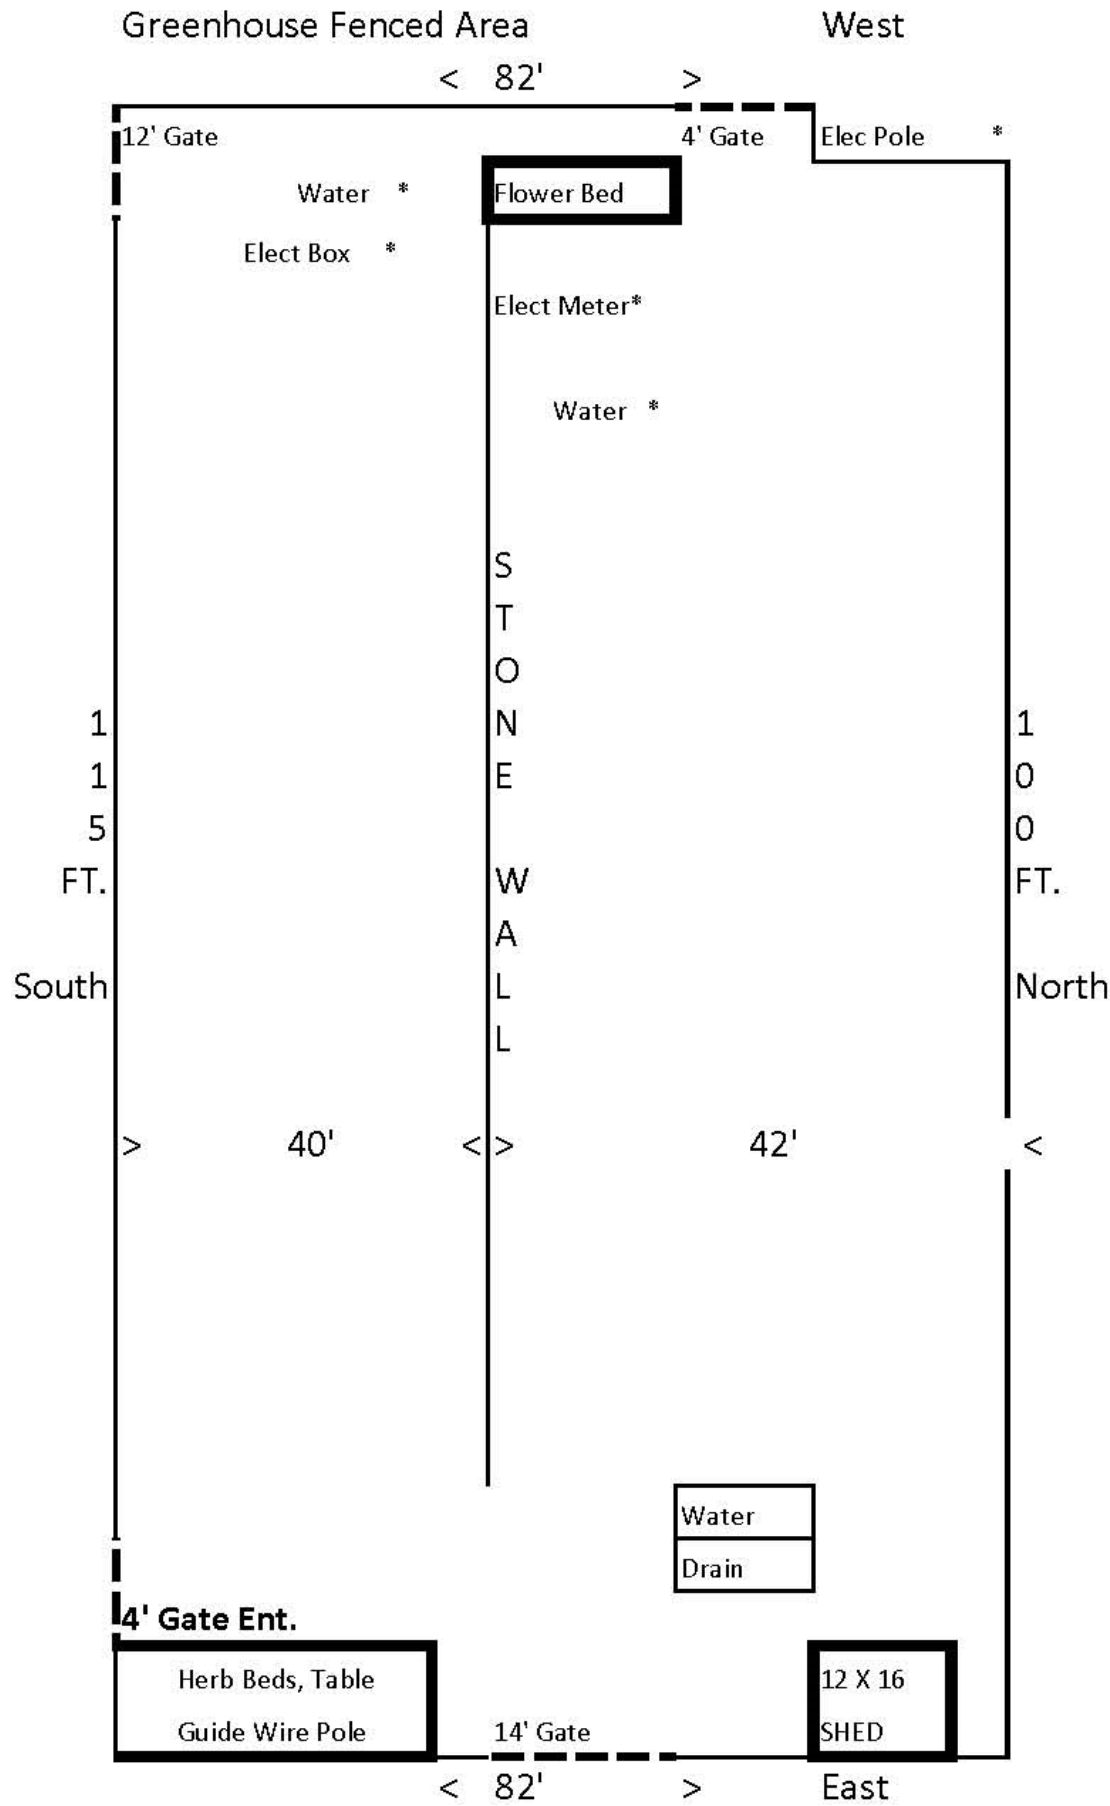 Greenhouse Fenced Area West
< 82' >
12' Gate 4' Gate Elec Pole *
Water * Flower Bed
Elect Box *
Elect Meter*
Water *
S
T
O
1 N 1
1 E 0
5 0
FT. W FT.
A
South L North
L
> 40' <> 42' <
Water
Drain
4' Gate Ent.
Herb Beds, Table 12 X 16
Guide Wire Pole 14' Gate SHED
< 82' > East